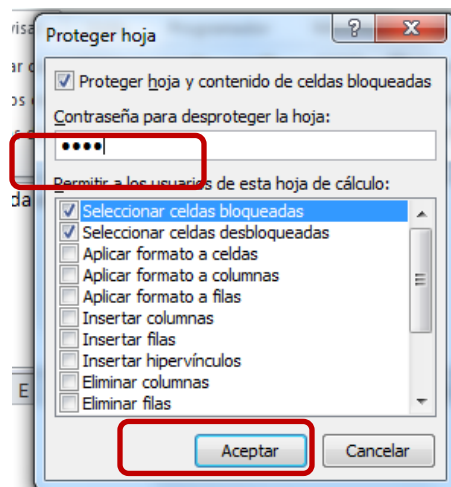 Proteger hoja
Proteger hoja y contenido de celdas bloqueadas
Contraseña para desproteger la hoja:
••••
Permitir a los usuarios de esta hoja de cálculo:
Seleccionar celdas bloqueadas
Seleccionar celdas desbloqueadas
Aplicar formato a celdas
Aplicar formato a columnas
Aplicar formato a filas
Insertar columnas
Insertar filas
Insertar hipervínculos
Eliminar columnas
Eliminar filas
E
Aceptar Cancelar